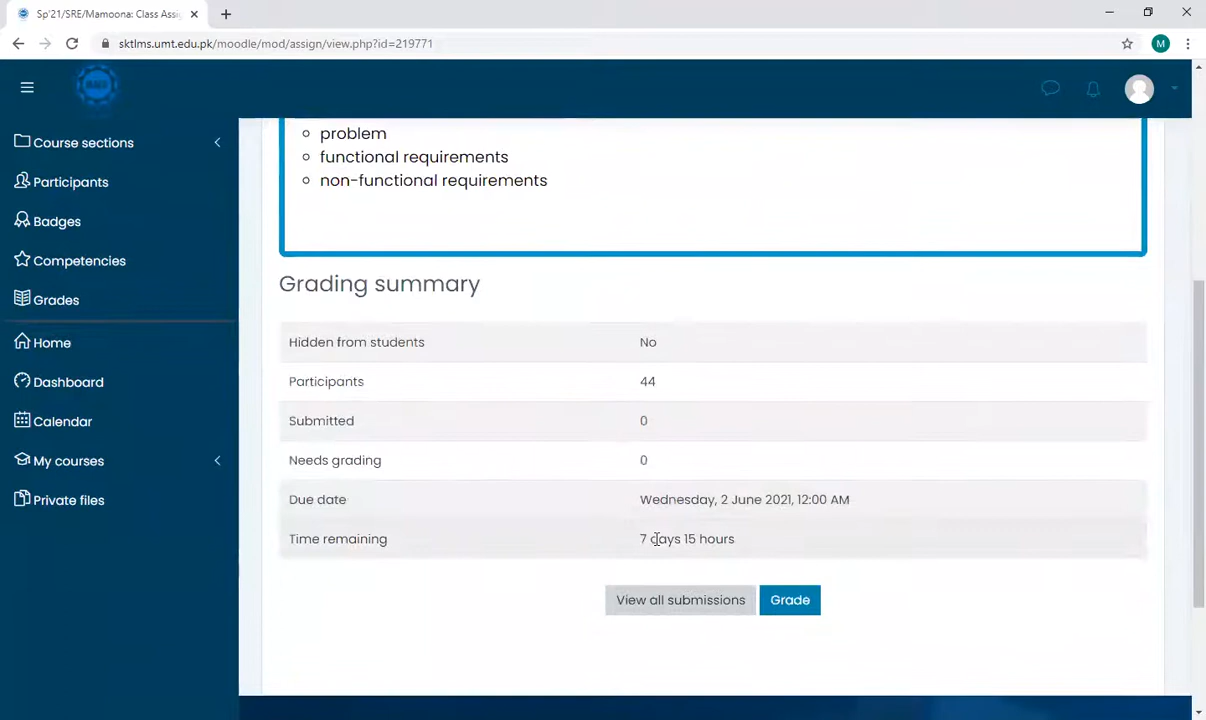 Sp'21/SRE/Mamoona: Class Assi
sktlms.umt.edu.pk/moodle/mod/assign/view.php?id=219771
M
Course sections
Participants
Badges
Competencies
Grades
Home
Dashboard
Calendar
My courses
Private files
problem
functional requirements
non-functional requirements
Grading summary
Hidden from students No
Participants 44
Submitted 0
Needs grading 0
Due date Wednesday, 2 June 2021, 12:00 AM
Time remaining 7 days 15 hours
View all submissions Grade